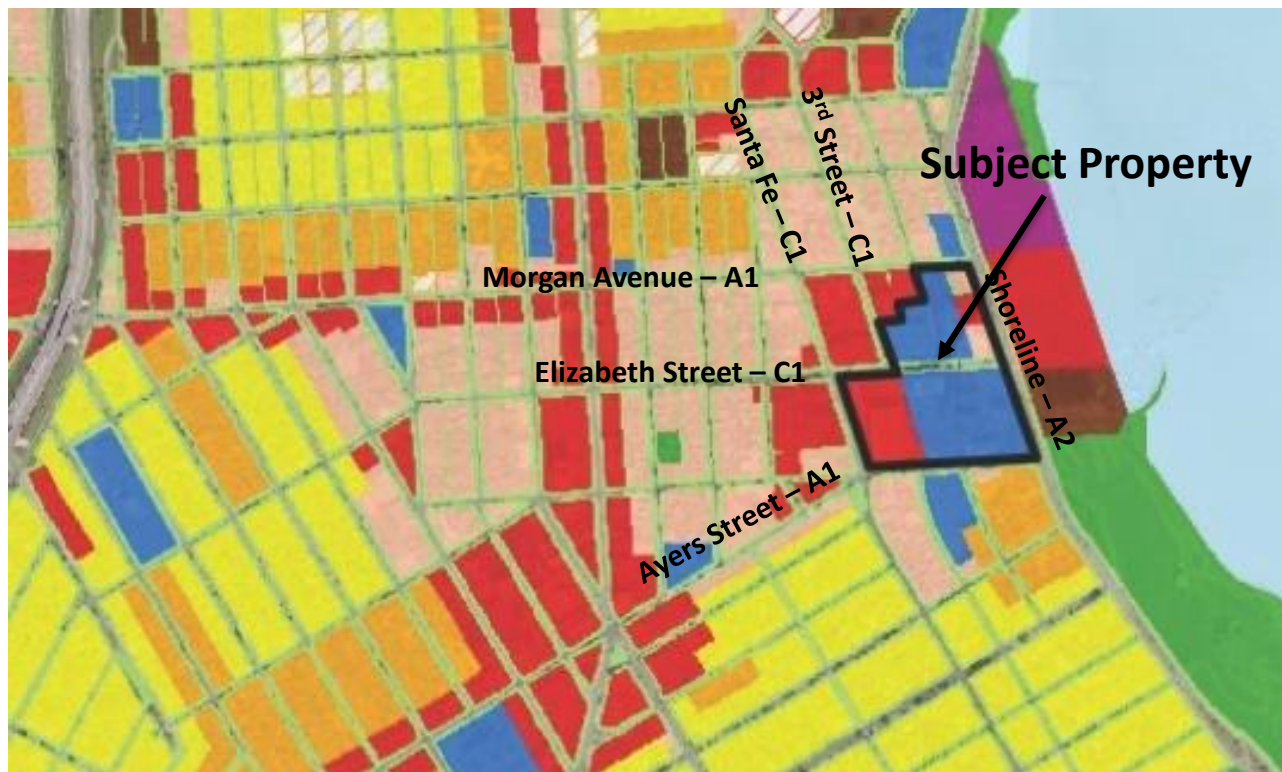 Santa Fe – C1
3rd Street – C1
Subject Property
Morgan Avenue – A1
Shoreline – A2
Elizabeth Street – C1
Ayers Street – A1